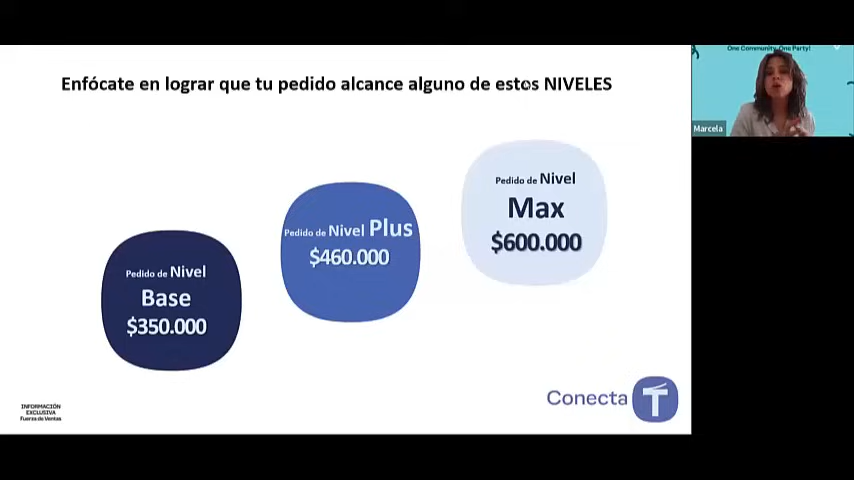 Enfócate en lograr que tu pedido alcance alguno de estos NIVELES
Pedido de Nivel
Base
$350.000
Pedido de Nivel Plus
$460.000
Pedido de Nivel
Max
$600.000
INFORMACIÓN
EXCLUSIVA
Fuerza de Ventas
Conecta T
One Community, One Party!
Marcela